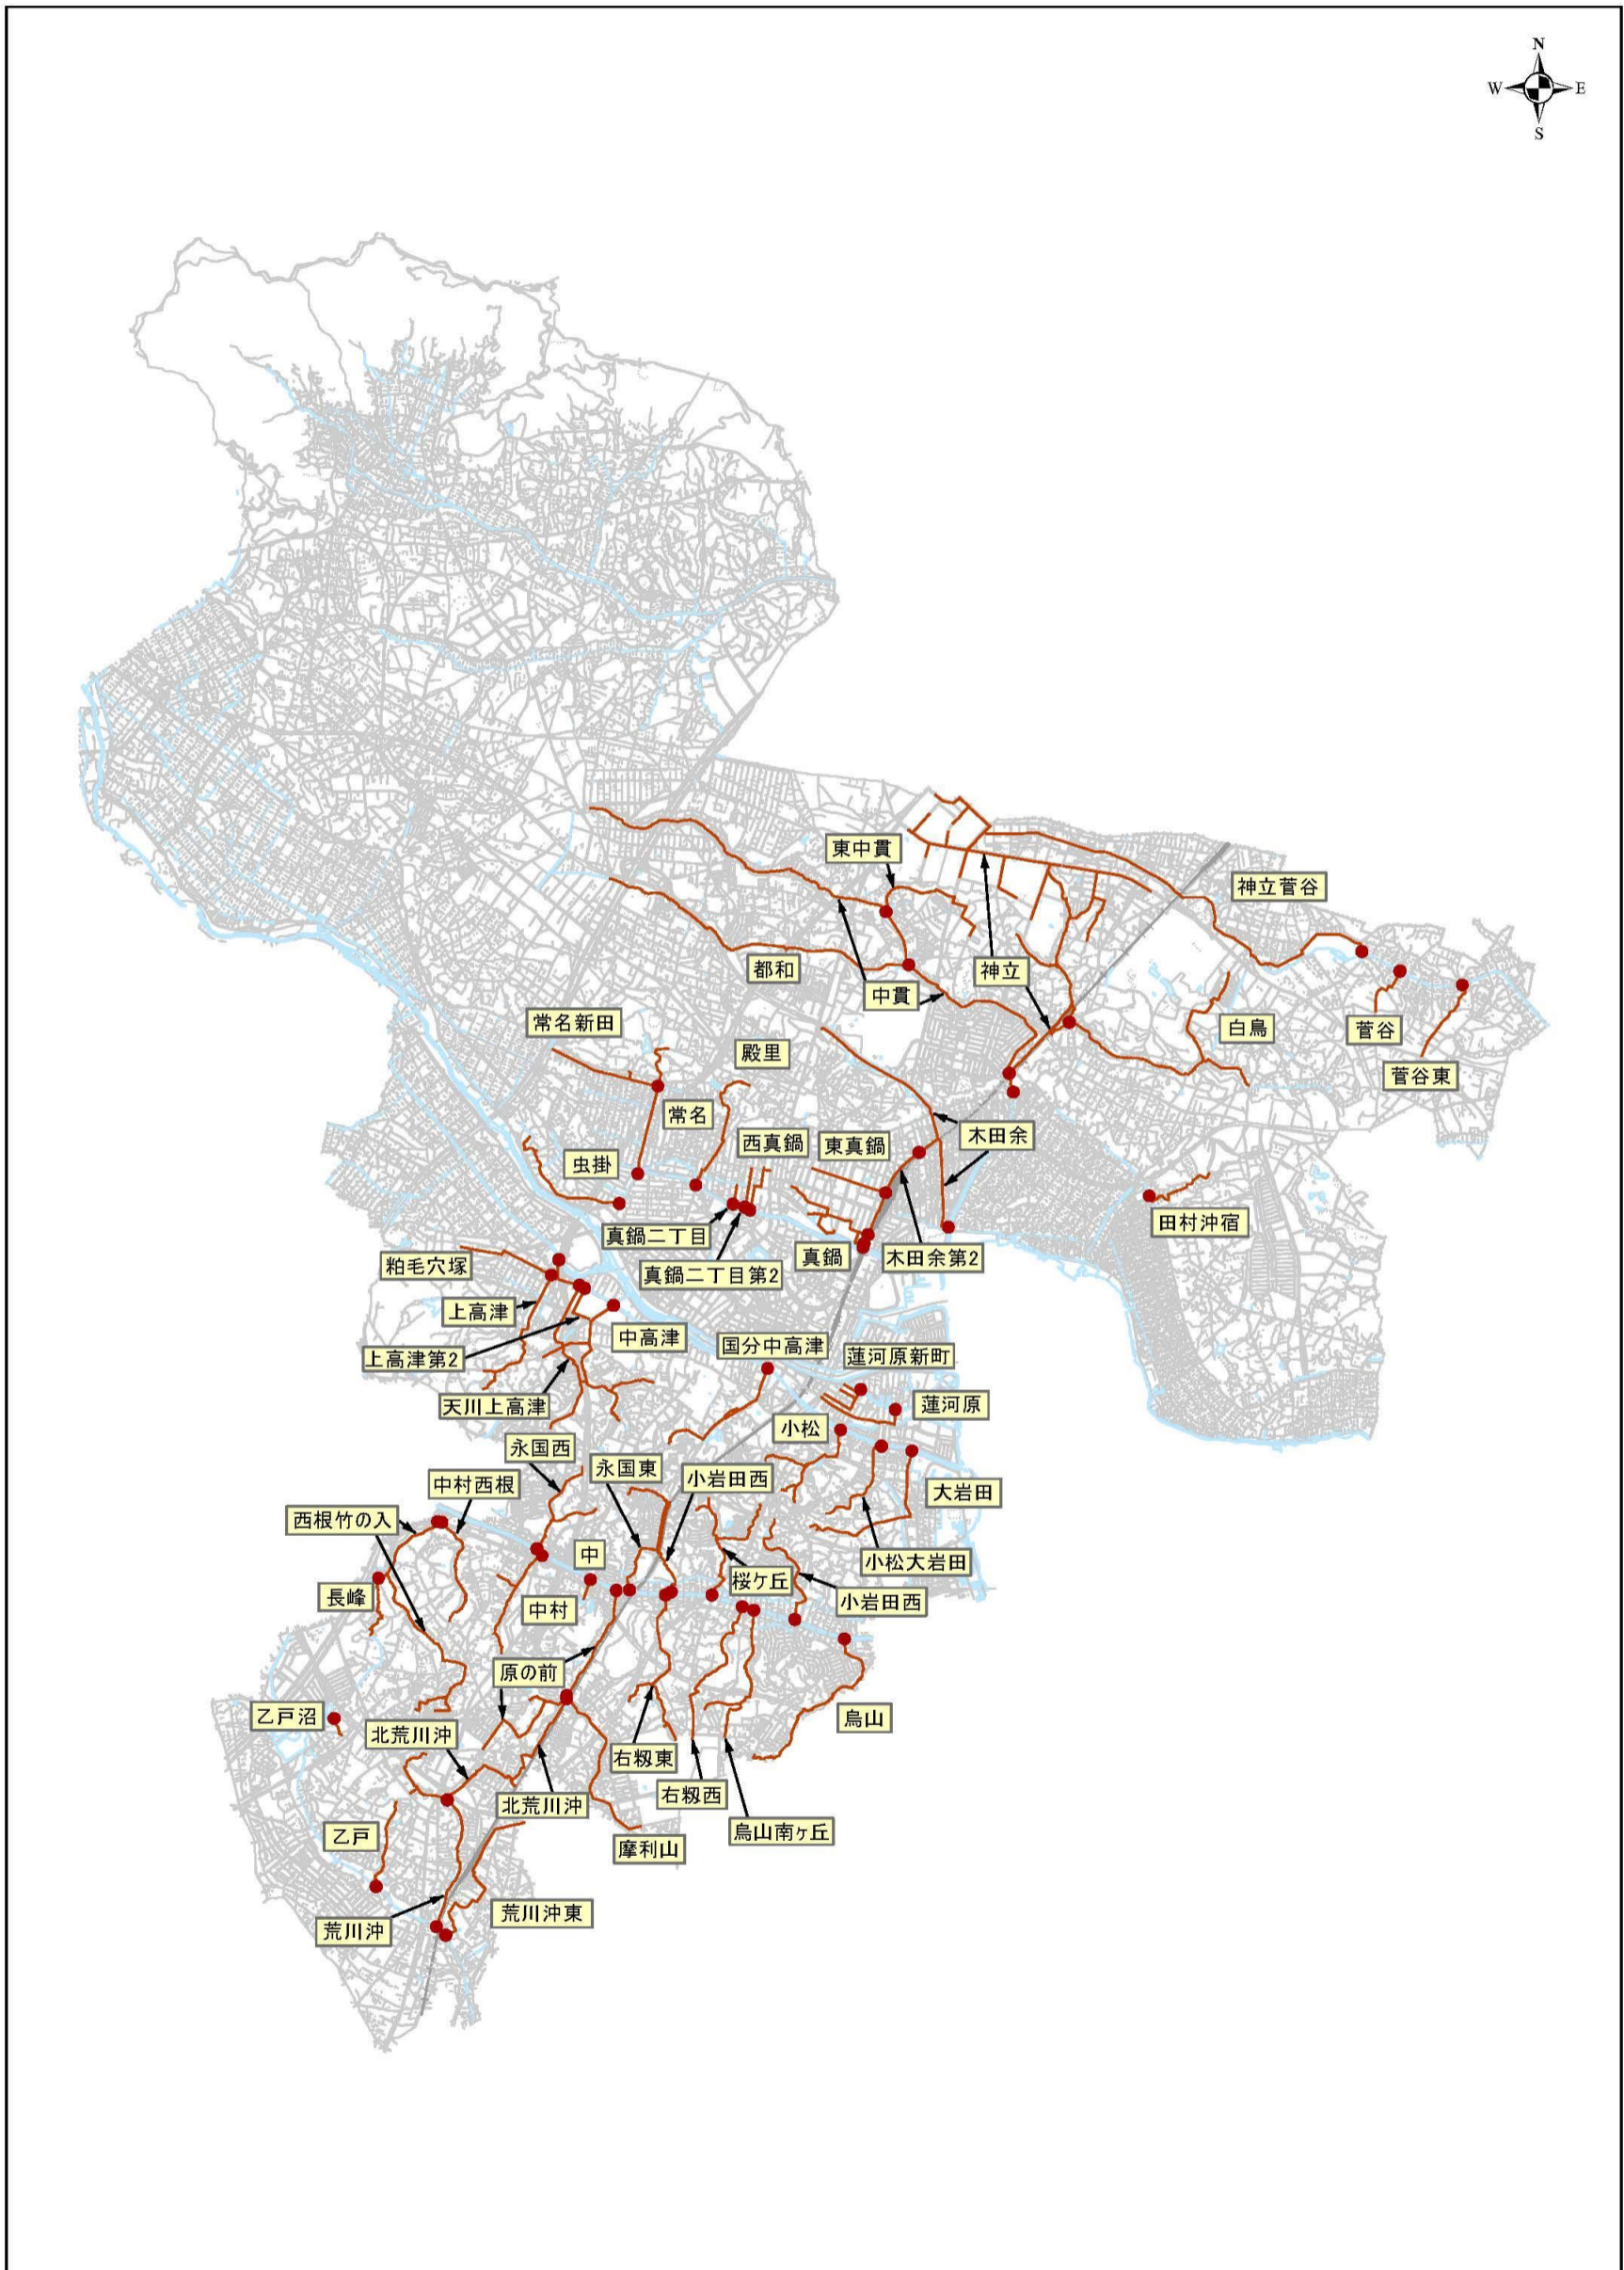 N
W E
S
東中貫
神立菅谷
都和
神立
中貫
常名新田
白鳥
菅谷
殿里
菅谷東
常名
木田余
西真鍋
東真鍋
虫掛
田村沖宿
真鍋二丁目
真鍋
木田余第2
粕毛穴塚
真鍋二丁目第2
上高津
中高津
国分中高津
蓮河原新町
上高津第2
天川上高津
蓮河原
小松
永国西
永国東
小岩田西
中村西根
大岩田
西根竹の入
中
小松大岩田
桜ケ丘
長峰
小岩田西
中村
原の前
乙戸沼
烏山
北荒川沖
右籾東
右籾西
北荒川沖
烏山南ヶ丘
乙戸
摩利山
荒川沖東
荒川沖